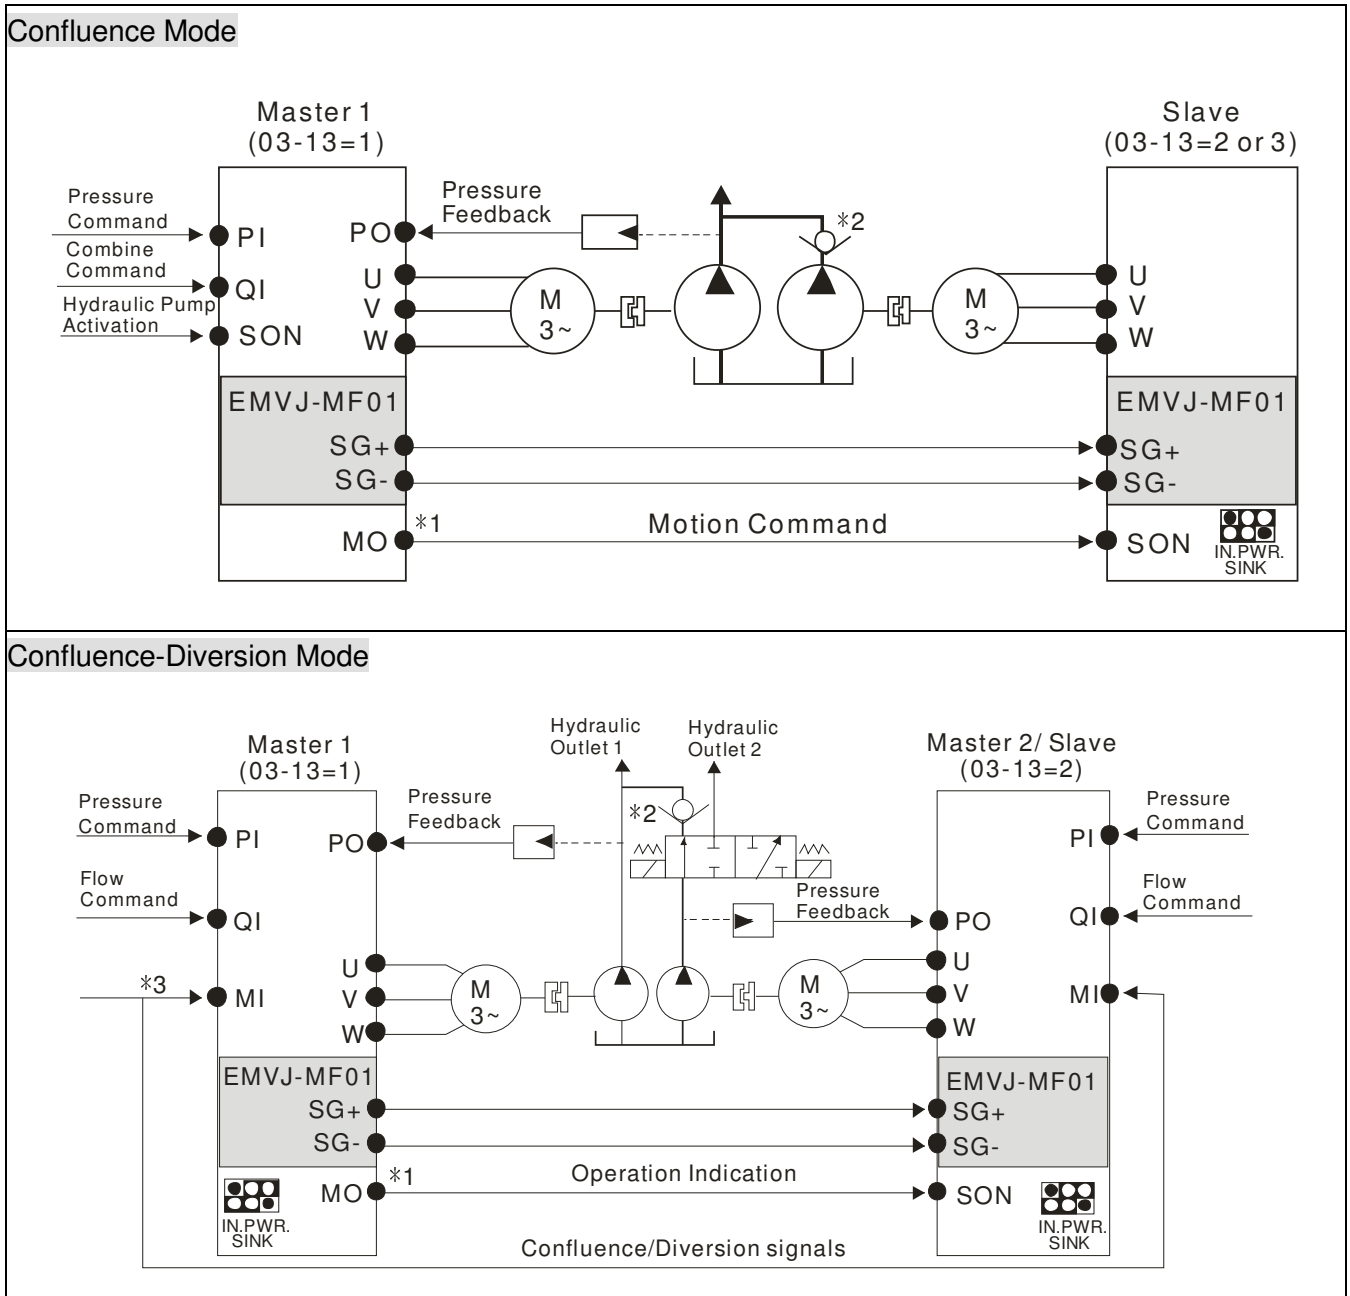 Confluence Mode
Master 1
(03-13=1)
Slave
(03-13=2 or 3)
Pressure
Command
Combine
Command
Hydraulic Pump
Activation
PI
QI
SON
PO
U
V
W
Pressure
Feedback
M
3~
*2
M
3~
U
V
W
EMVJ-MF01
SG+
SG-
EMVJ-MF01
SG+
SG-
MO
*1
Motion Command
SON
IN.PWR.
SINK
Confluence-Diversion Mode
Master 1
(03-13=1)
Hydraulic
Outlet 1
Hydraulic
Outlet 2
Master 2/ Slave
(03-13=2)
Pressure
Command
PI
PO
Pressure
Feedback
*2
PI
Pressure
Command
Flow
Command
QI
Pressure
Feedback
PO
QI
Flow
Command
*3
MI
U
V
W
M
3~
M
3~
U
V
W
MI
EMVJ-MF01
SG+
SG-
EMVJ-MF01
SG+
SG-
IN.PWR.
SINK
MO
*1
Operation Indication
SON
IN.PWR.
SINK
Confluence/Diversion signals